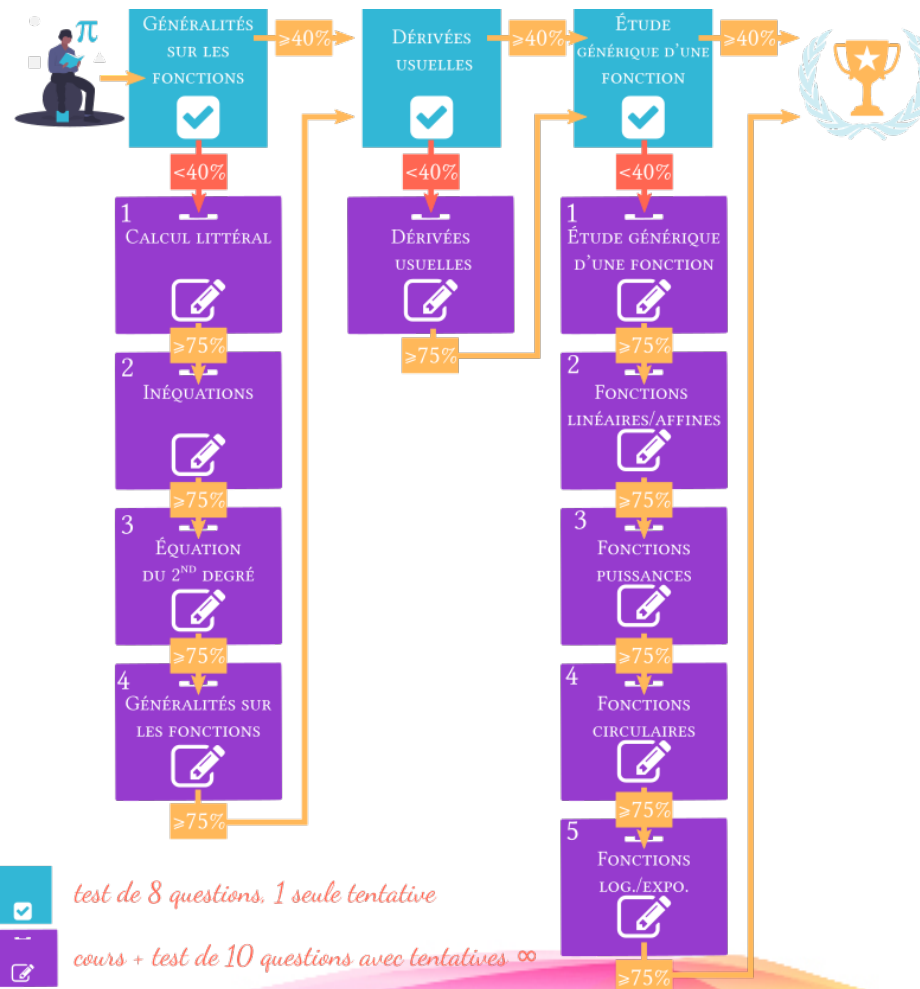 π
GÉNÉRALITÉS
SUR LES
FONCTIONS
≥40%
DÉRIVÉES
USUELLES
≥40%
ÉTUDE
GÉNÉRIQUE D'UNE
FONCTION
≥40%
<40%
<40%
<40%
1
CALCUL LITTÉRAL
≥75%
2
INÉQUATIONS
≥75%
3
ÉQUATION
DU 2ND DEGRÉ
≥75%
4
GÉNÉRALITÉS SUR
LES FONCTIONS
≥75%
DÉRIVÉES
USUELLES
≥75%
1
ÉTUDE GÉNÉRIQUE
D'UNE FONCTION
≥75%
2
FONCTIONS
LINÉAIRES/AFFINES
≥75%
3
FONCTIONS
PUISSANCES
≥75%
4
FONCTIONS
CIRCULAIRES
≥75%
5
FONCTIONS
LOG./EXPO.
≥75%
test de 8 questions, 1 seule tentative
cours + test de 10 questions avec tentatives ∞